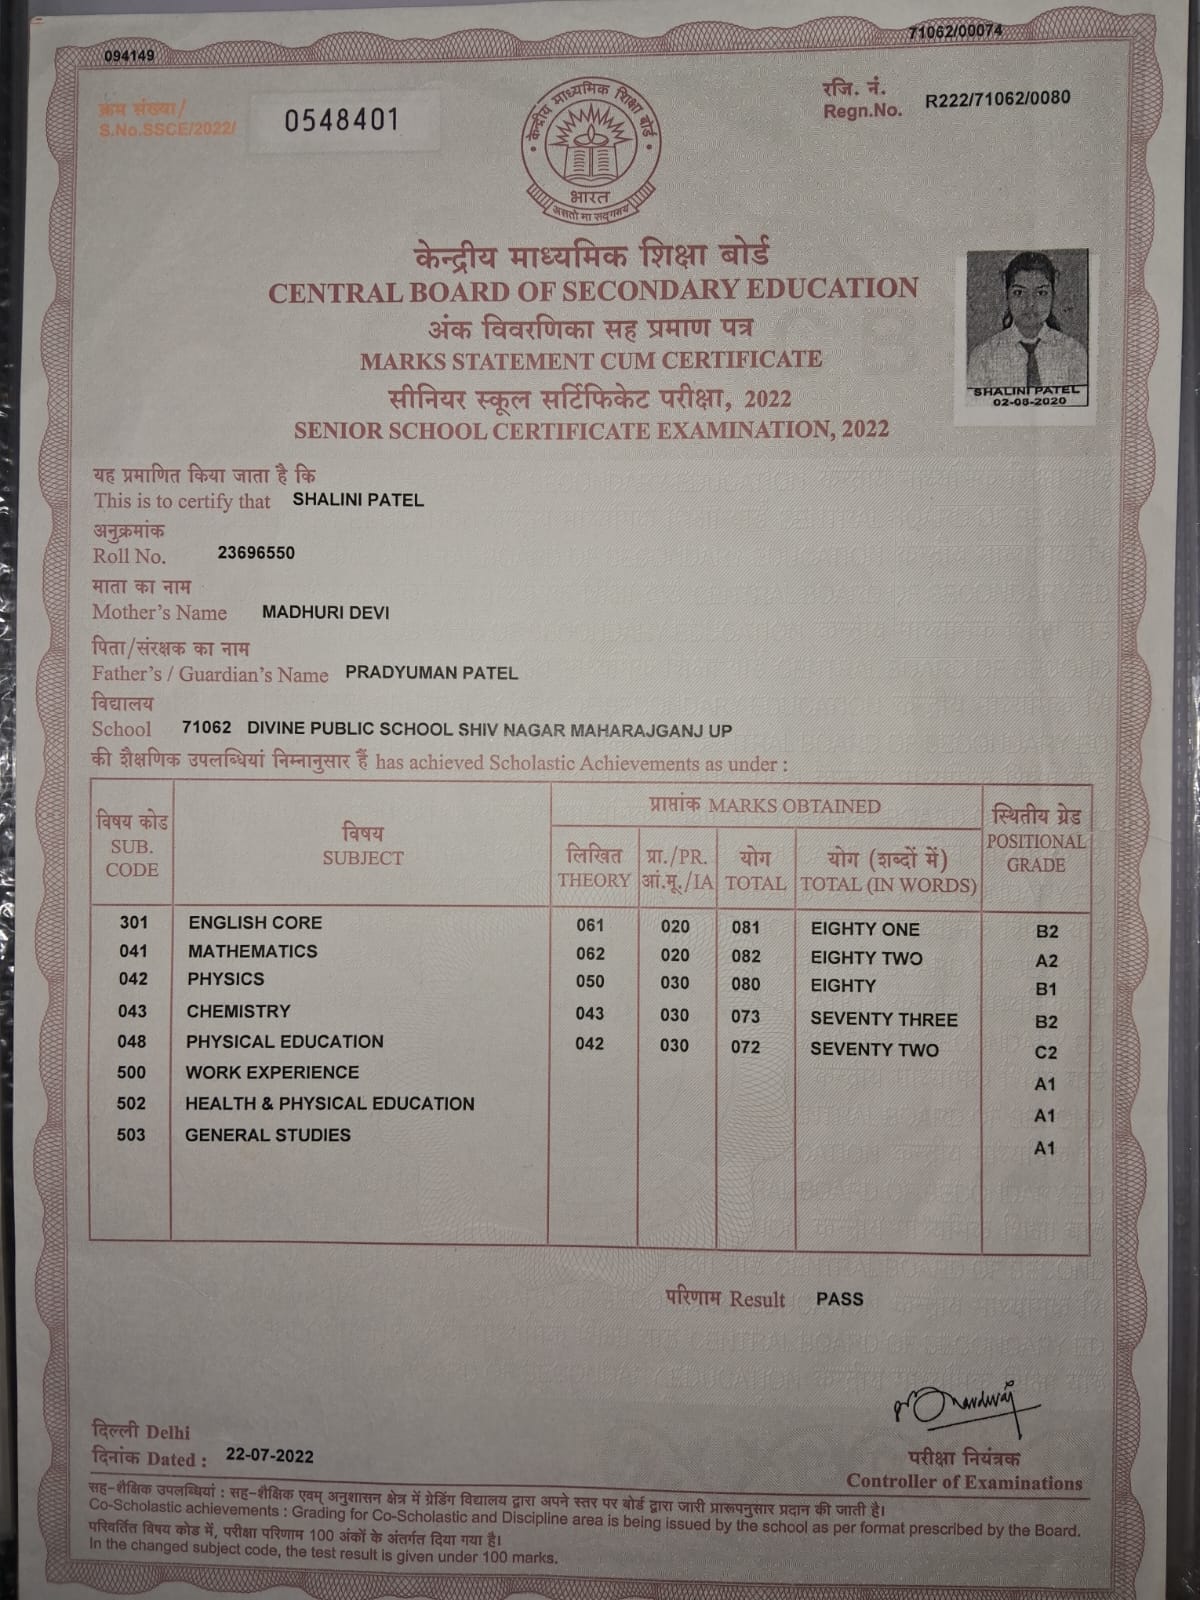 094149
71062/00074
क्रम संख्या/
S.No.SSCE/2022/ 0548401
रजि. नं.
Regn.No. R222/71062/0080
केन्द्रीय माध्यमिक शिक्षा बोर्ड
भारत
असतो मा सद्गमय
केन्द्रीय माध्यमिक शिक्षा बोर्ड
CENTRAL BOARD OF SECONDARY EDUCATION
अंक विवरणिका सह प्रमाण पत्र
MARKS STATEMENT CUM CERTIFICATE
सीनियर स्कूल सर्टिफिकेट परीक्षा, 2022
SENIOR SCHOOL CERTIFICATE EXAMINATION, 2022
SHALINI PATEL
02-08-2020
यह प्रमाणित किया जाता है कि
This is to certify that SHALINI PATEL
अनुक्रमांक
Roll No. 23696550
माता का नाम
Mother's Name MADHURI DEVI
पिता/संरक्षक का नाम
Father's / Guardian's Name PRADYUMAN PATEL
विद्यालय
School 71062 DIVINE PUBLIC SCHOOL SHIV NAGAR MAHARAJGANJ UP
की शैक्षणिक उपलब्धियां निम्नानुसार हैं has achieved Scholastic Achievements as under :
विषय कोड
SUB.
CODE
विषय
SUBJECT
प्राप्तांक MARKS OBTAINED
लिखित
THEORY
प्रा./PR.
आं.मू./IA
योग
TOTAL
योग (शब्दों में)
TOTAL (IN WORDS)
स्थितीय ग्रेड
POSITIONAL
GRADE
301 ENGLISH CORE 061 020 081 EIGHTY ONE B2
041 MATHEMATICS 062 020 082 EIGHTY TWO A2
042 PHYSICS 050 030 080 EIGHTY B1
043 CHEMISTRY 043 030 073 SEVENTY THREE B2
048 PHYSICAL EDUCATION 042 030 072 SEVENTY TWO C2
500 WORK EXPERIENCE A1
502 HEALTH & PHYSICAL EDUCATION A1
503 GENERAL STUDIES A1
परिणाम Result PASS
दिल्ली Delhi
दिनांक Dated : 22-07-2022
परीक्षा नियंत्रक
Controller of Examinations
सह-शैक्षिक उपलब्धियां : सह-शैक्षिक एवम् अनुशासन क्षेत्र में ग्रेडिंग विद्यालय द्वारा अपने स्तर पर बोर्ड द्वारा जारी प्रारूपनुसार प्रदान की जाती है।
Co-Scholastic achievements : Grading for Co-Scholastic and Discipline area is being issued by the school as per format prescribed by the Board.
परिवर्तित विषय कोड में, परीक्षा परिणाम 100 अंकों के अंतर्गत दिया गया है।
In the changed subject code, the test result is given under 100 marks.